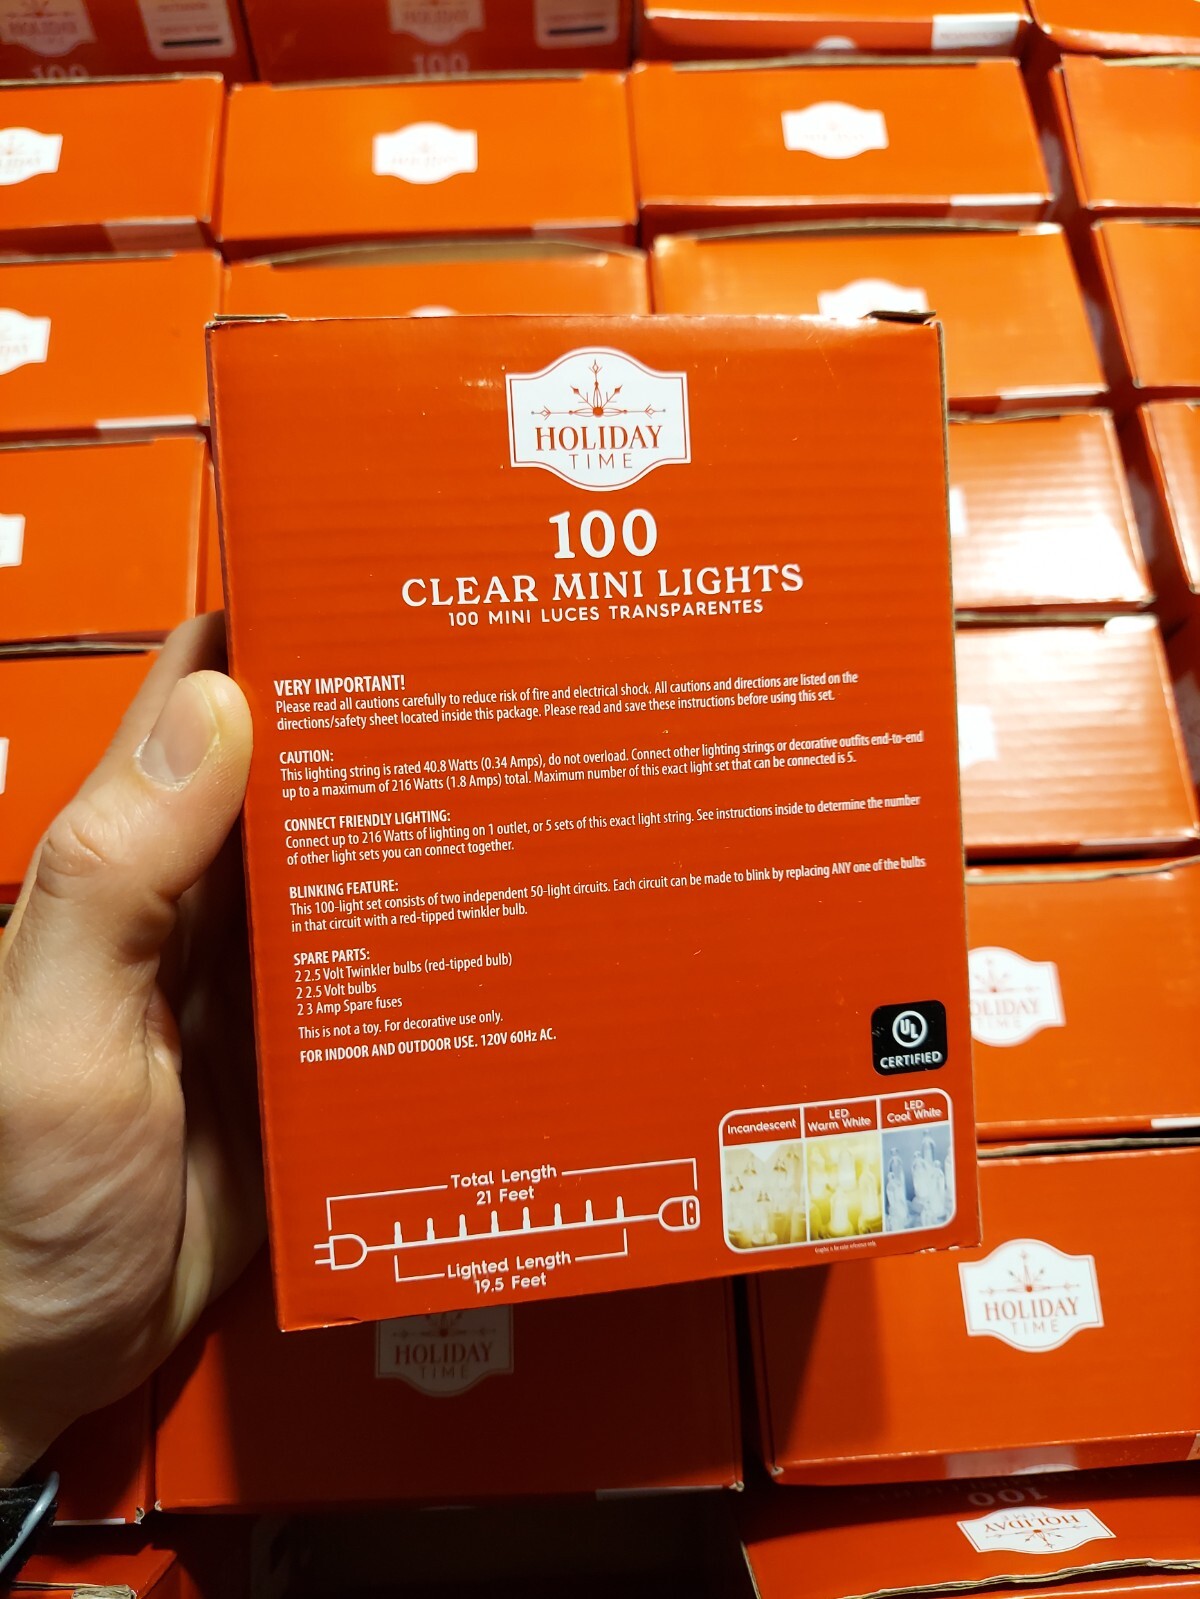 HOLIDAY
TIME
100
CLEAR MINI LIGHTS
100 MINI LUCES TRANSPARENTES
VERY IMPORTANT!
Please read all cautions carefully to reduce risk of fire and electrical shock. All cautions and directions are listed on the
directions/safety sheet located inside this package. Please read and save these instructions before using this set.
CAUTION:
This lighting string is rated 40.8 Watts (0.34 Amps), do not overload. Connect other lighting strings or decorative outfits end-to-end
up to a maximum of 216 Watts (1.8 Amps) total. Maximum number of this exact light set that can be connected is 5.
CONNECT FRIENDLY LIGHTING:
Connect up to 216 Watts of lighting on 1 outlet, or 5 sets of this exact light string. See instructions inside to determine the number
of other light sets you can connect together.
BLINKING FEATURE:
This 100-light set consists of two independent 50-light circuits. Each circuit can be made to blink by replacing ANY one of the bulbs
in that circuit with a red-tipped twinkler bulb.
SPARE PARTS:
2 2.5 Volt Twinkler bulbs (red-tipped bulb)
2 2.5 Volt bulbs
2 3 Amp Spare fuses
This is not a toy. For decorative use only.
FOR INDOOR AND OUTDOOR USE. 120V 60Hz AC.
UL
CERTIFIED
Incandescent
LED
Warm White
LED
Cool White
Total Length
21 Feet
Lighted Length
19.5 Feet
HOLIDAY
TIME
HOLIDAY
TIME
OLIDAY
TIME
HOLIDAY
TIME
100
100
100